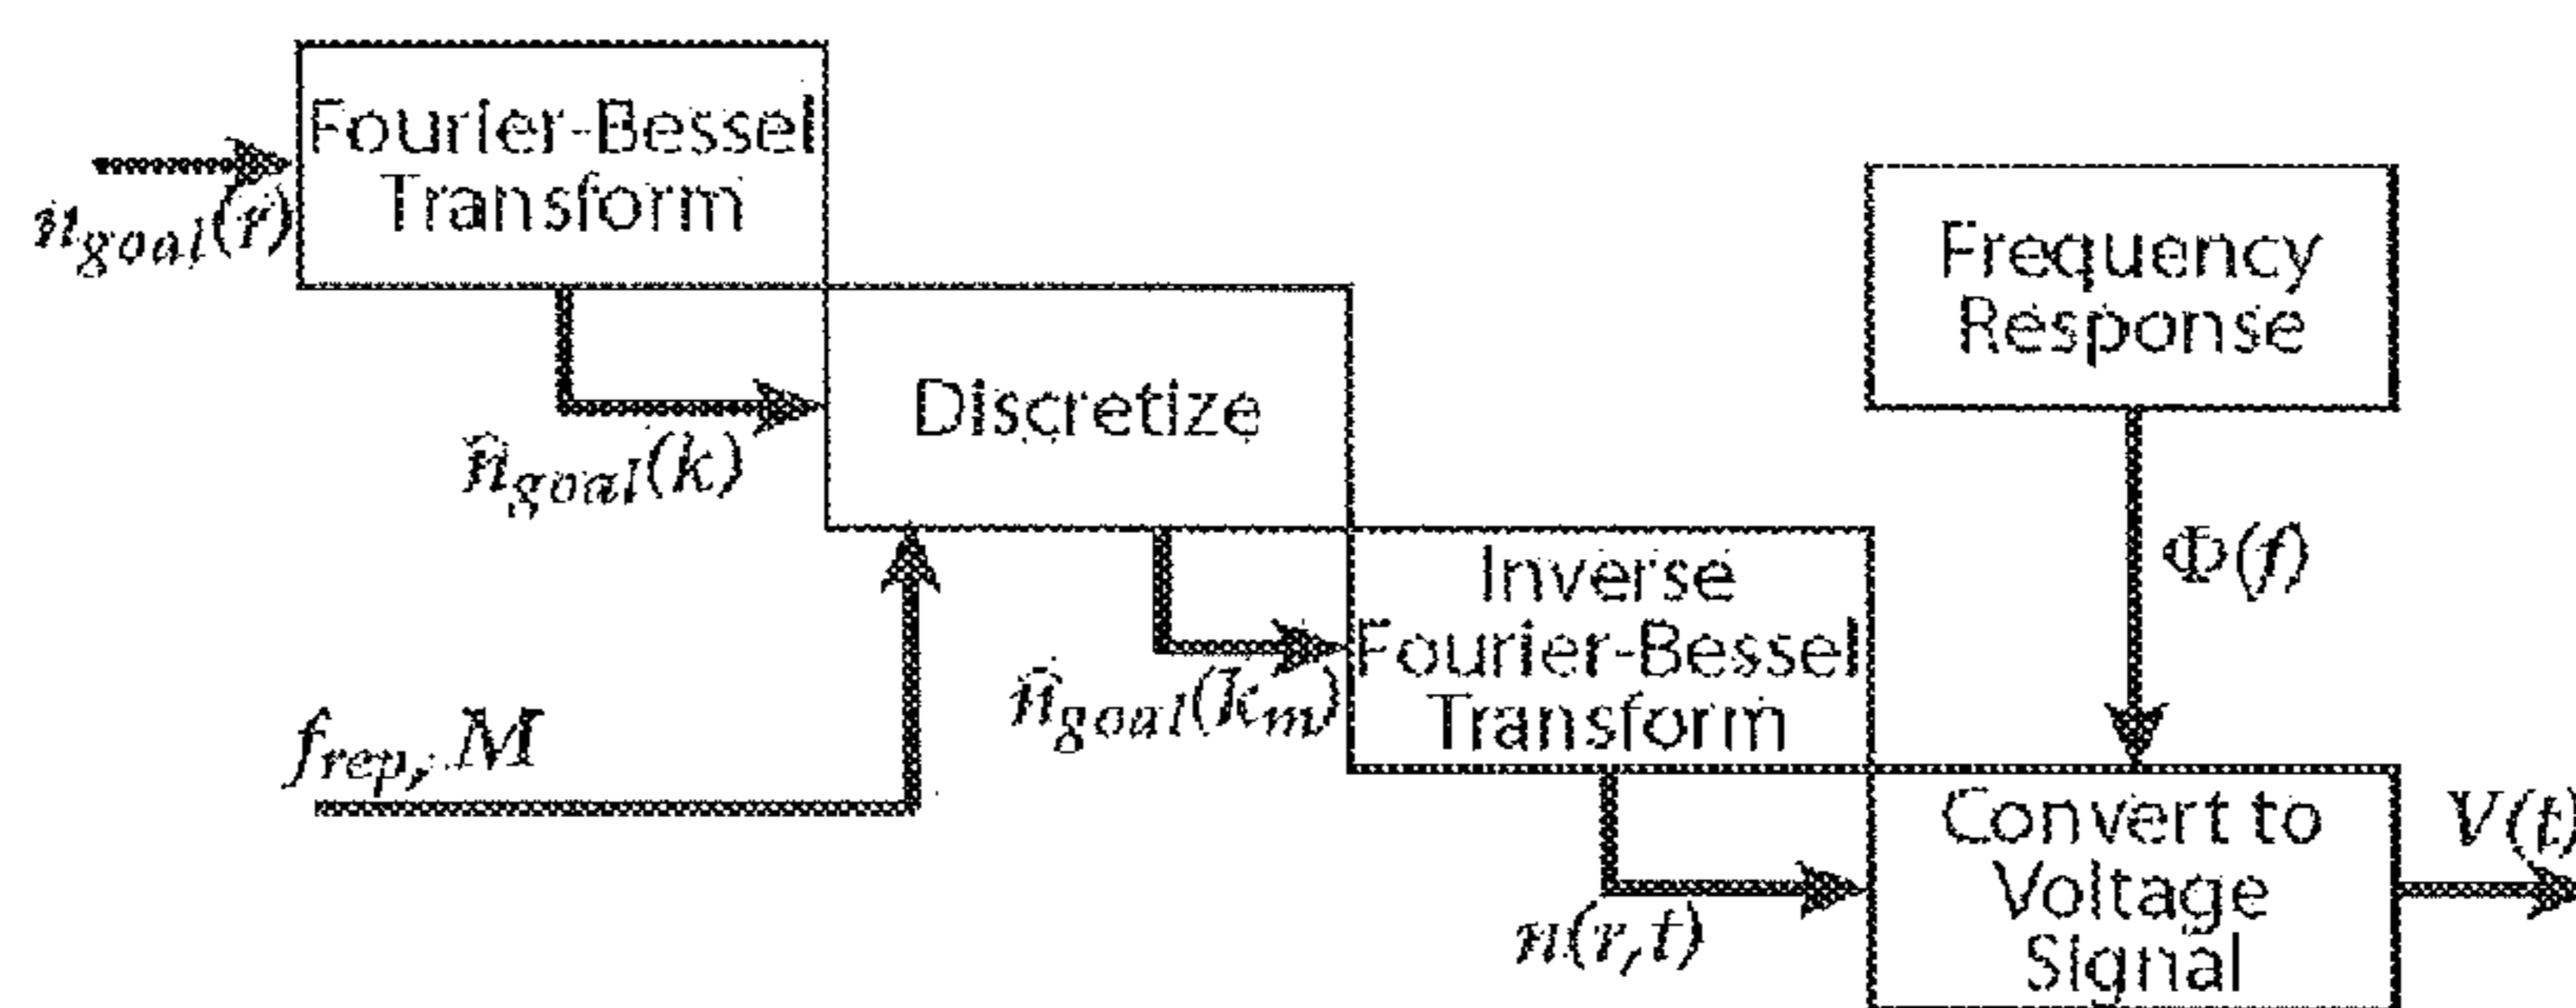 Fourier-Bessel
Transform
n_goal(r)
Frequency
Response
Discretize
n̂_goal(k)
Φ(f)
Inverse
Fourier-Bessel
Transform
n̂_goal(k_m)
f_rep, M
Convert to
Voltage
Signal
V(t)
n(r,t)